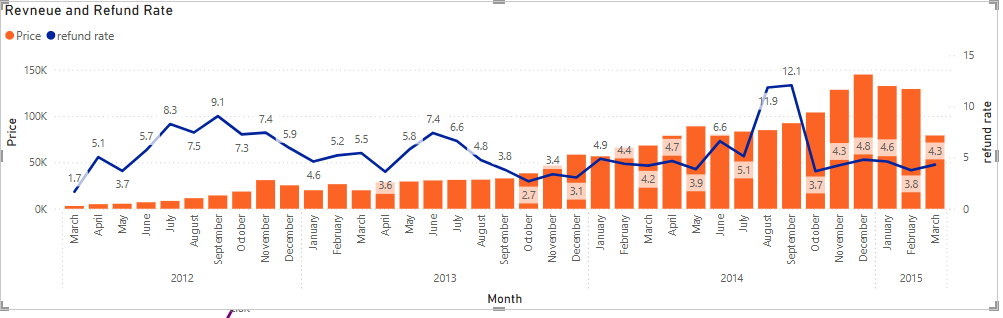 Revneue and Refund Rate
Price refund rate
150K
100K
50K
0K
Price
15
10
5
0
refund rate
1.7 5.1 3.7 5.7 8.3 7.5 9.1 7.3 7.4 5.9 4.6 5.2 5.5 3.6 5.8 7.4 6.6 4.8 3.8 2.7 3.4 3.1 4.9 4.4 4.2 4.7 3.9 6.6 5.1 11.9 12.1 3.7 4.3 4.8 4.6 3.8 4.3
March April May June July August September October November December January February March April May June July August September October November December January February March April May June July August September October November December January February March
2012 2013 2014 2015
Month